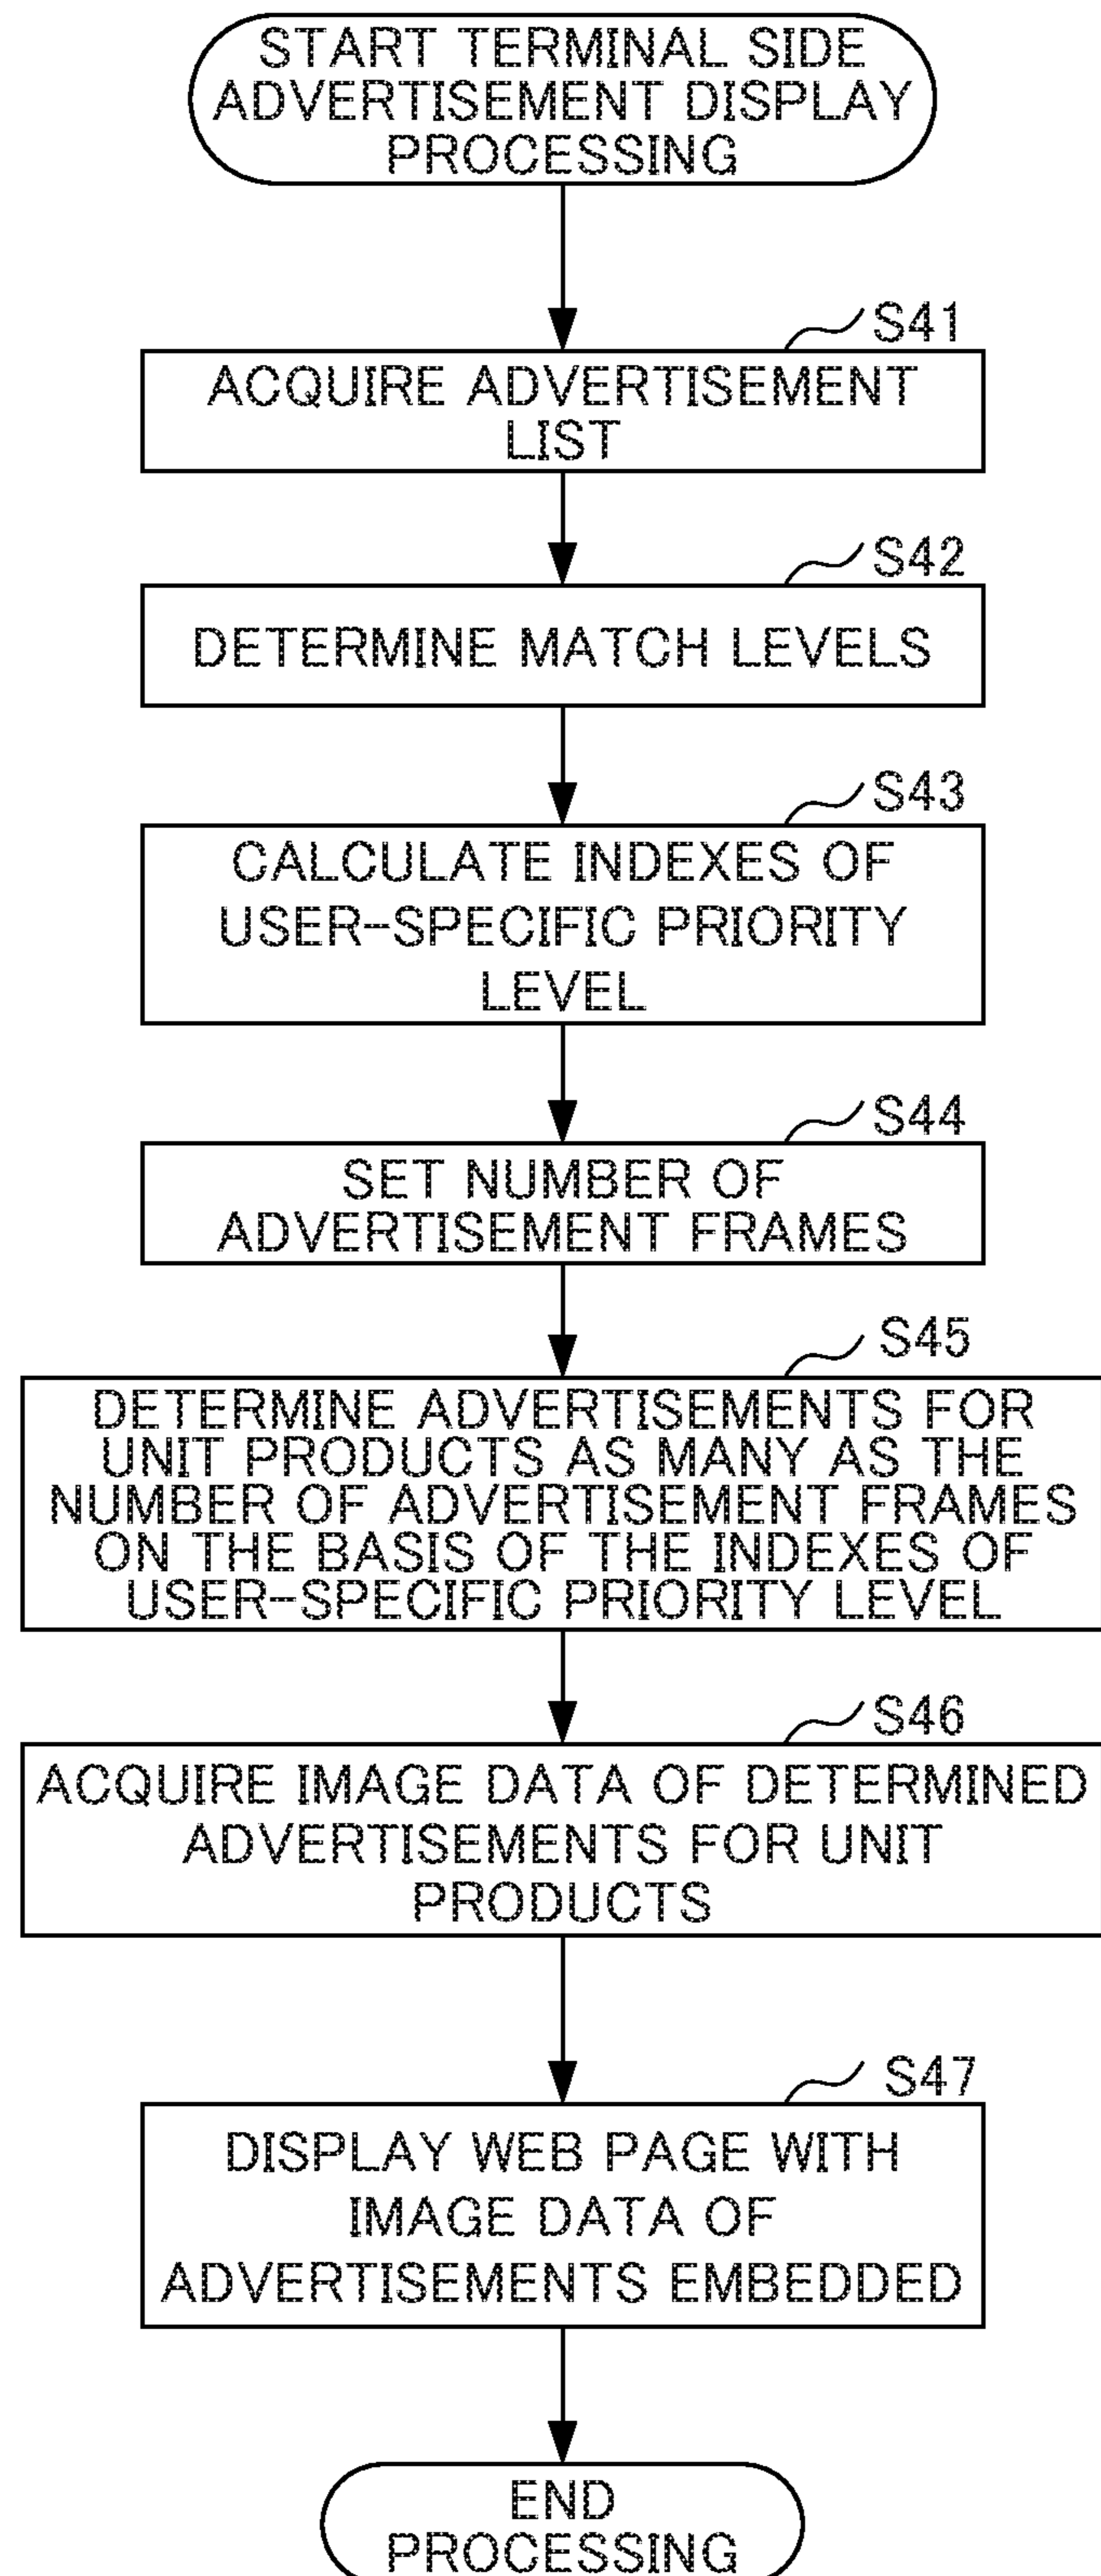 START TERMINAL SIDE
ADVERTISEMENT DISPLAY
PROCESSING
S41
ACQUIRE ADVERTISEMENT
LIST
S42
DETERMINE MATCH LEVELS
S43
CALCULATE INDEXES OF
USER-SPECIFIC PRIORITY
LEVEL
S44
SET NUMBER OF
ADVERTISEMENT FRAMES
S45
DETERMINE ADVERTISEMENTS FOR
UNIT PRODUCTS AS MANY AS THE
NUMBER OF ADVERTISEMENT FRAMES
ON THE BASIS OF THE INDEXES OF
USER-SPECIFIC PRIORITY LEVEL
S46
ACQUIRE IMAGE DATA OF DETERMINED
ADVERTISEMENTS FOR UNIT
PRODUCTS
S47
DISPLAY WEB PAGE WITH
IMAGE DATA OF
ADVERTISEMENTS EMBEDDED
END
PROCESSING